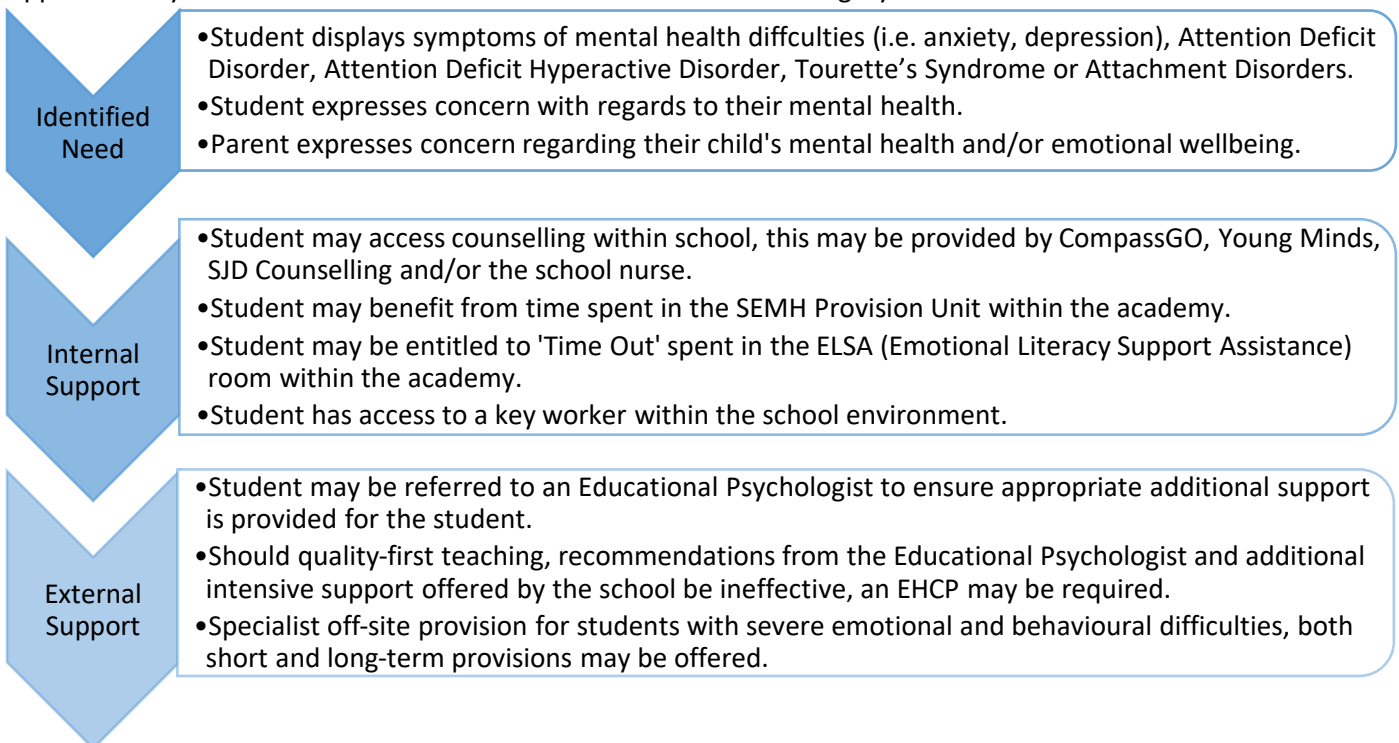 Identified
Need
•Student displays symptoms of mental health diffculties (i.e. anxiety, depression), Attention Deficit
Disorder, Attention Deficit Hyperactive Disorder, Tourette’s Syndrome or Attachment Disorders.
•Student expresses concern with regards to their mental health.
•Parent expresses concern regarding their child's mental health and/or emotional wellbeing.
Internal
Support
•Student may access counselling within school, this may be provided by CompassGO, Young Minds,
SJD Counselling and/or the school nurse.
•Student may benefit from time spent in the SEMH Provision Unit within the academy.
•Student may be entitled to 'Time Out' spent in the ELSA (Emotional Literacy Support Assistance)
room within the academy.
•Student has access to a key worker within the school environment.
External
Support
•Student may be referred to an Educational Psychologist to ensure appropriate additional support
is provided for the student.
•Should quality-first teaching, recommendations from the Educational Psychologist and additional
intensive support offered by the school be ineffective, an EHCP may be required.
•Specialist off-site provision for students with severe emotional and behavioural difficulties, both
short and long-term provisions may be offered.